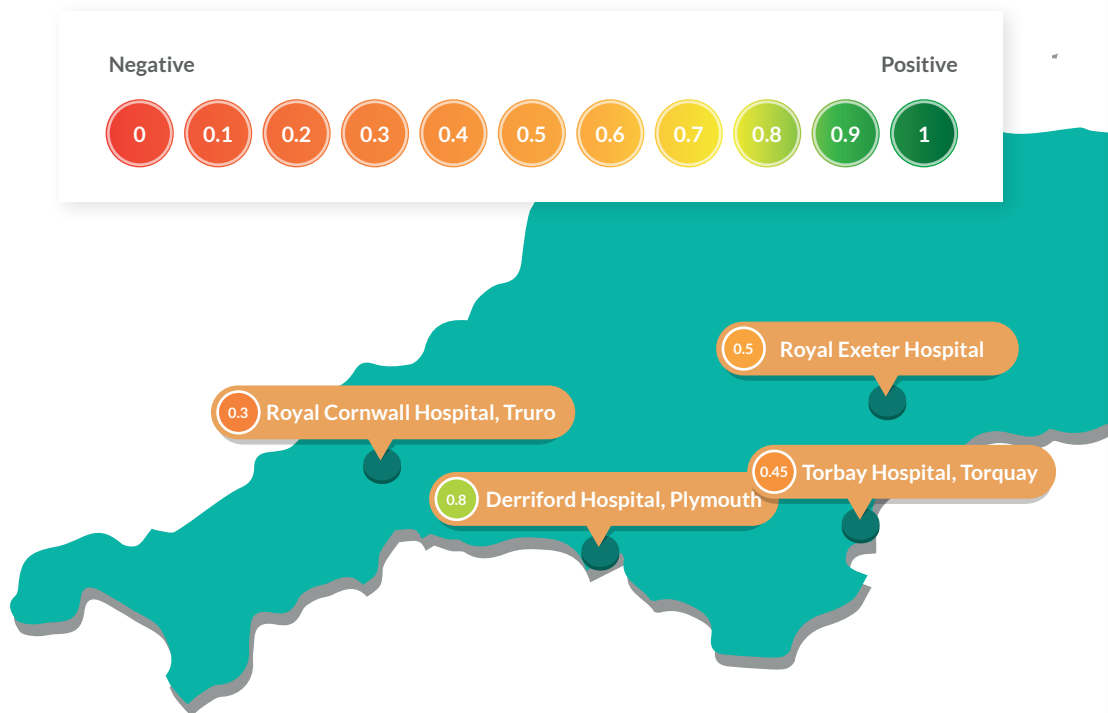 Negative
Positive
0 0.1 0.2 0.3 0.4 0.5 0.6 0.7 0.8 0.9 1
0.5 Royal Exeter Hospital
0.3 Royal Cornwall Hospital, Truro
0.45 Torbay Hospital, Torquay
0.8 Derriford Hospital, Plymouth